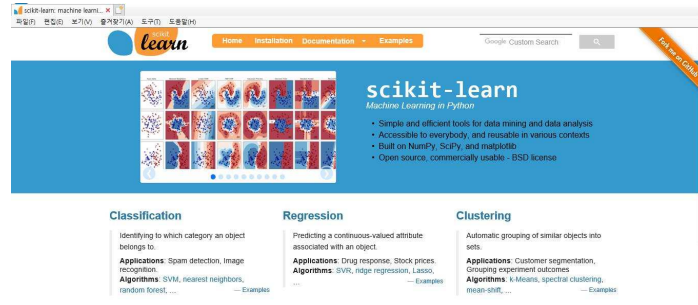 scikit-learn: machine learni...
파일(F) 편집(E) 보기(V) 즐겨찾기(A) 도구(T) 도움말(H)
scikit
learn
Home Installation Documentation Examples
Google Custom Search
Fork me on GitHub
scikit-learn
Machine Learning in Python
• Simple and efficient tools for data mining and data analysis
• Accessible to everybody, and reusable in various contexts
• Built on NumPy, SciPy, and matplotlib
• Open source, commercially usable - BSD license
Classification
Identifying to which category an object
belongs to.
Applications: Spam detection, Image
recognition.
Algorithms: SVM, nearest neighbors,
random forest, ... — Examples
Regression
Predicting a continuous-valued attribute
associated with an object.
Applications: Drug response, Stock prices.
Algorithms: SVR, ridge regression, Lasso,
... — Examples
Clustering
Automatic grouping of similar objects into
sets.
Applications: Customer segmentation,
Grouping experiment outcomes
Algorithms: k-Means, spectral clustering,
mean-shift, ... — Examples